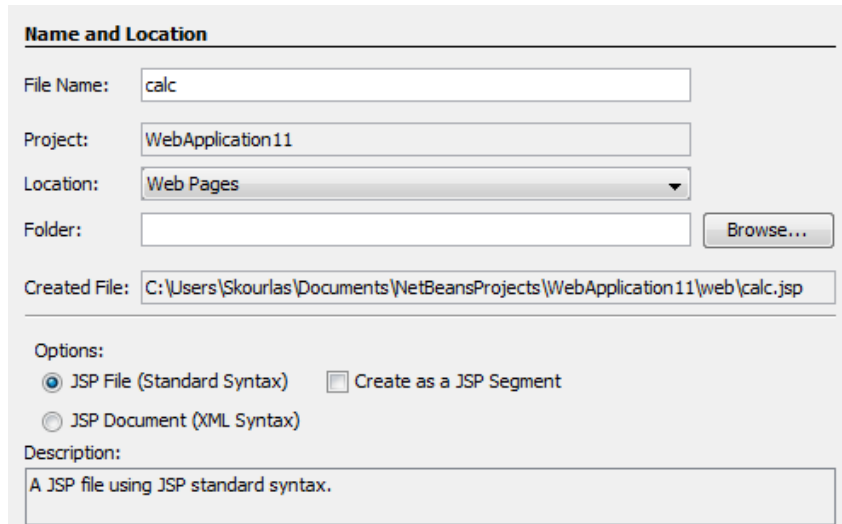 Name and Location
File Name: calc
Project: WebApplication11
Location: Web Pages
Folder: Browse...
Created File: C:\Users\Skourlas\Documents\NetBeansProjects\WebApplication11\web\calc.jsp
Options:
JSP File (Standard Syntax) Create as a JSP Segment
JSP Document (XML Syntax)
Description:
A JSP file using JSP standard syntax.